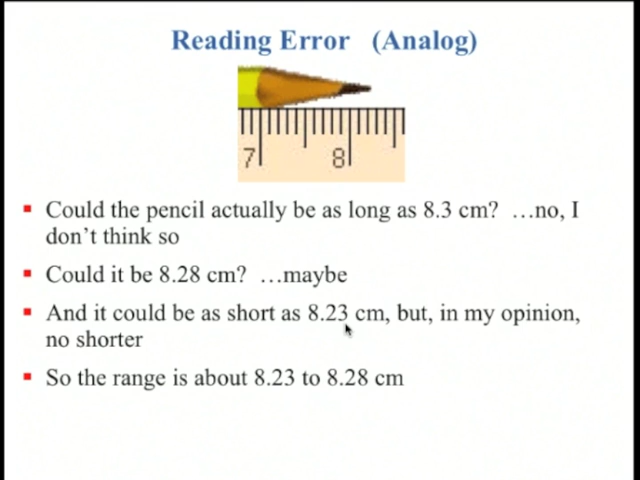 Reading Error (Analog)
7 8
Could the pencil actually be as long as 8.3 cm? …no, I
don’t think so
Could it be 8.28 cm? …maybe
And it could be as short as 8.23 cm, but, in my opinion,
no shorter
So the range is about 8.23 to 8.28 cm